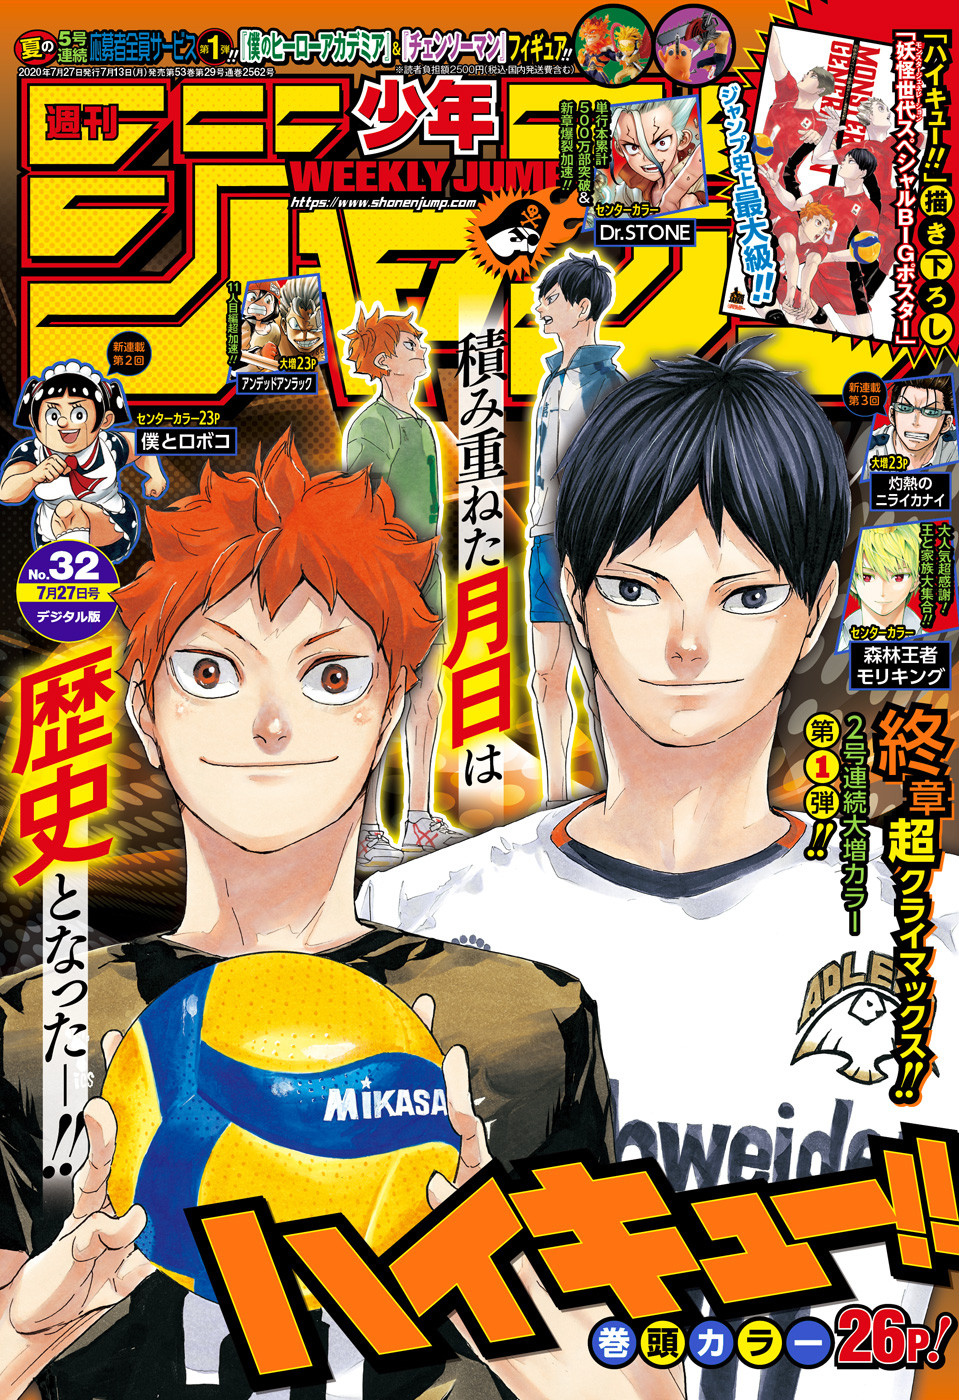 夏の5号連続応募者全員サービス第1弾!!『僕のヒーローアカデミア』&『チェンソーマン』フィギュア!!
※読者負担額2500円(税込・国内発送費含む)
2020年7月27日発行7月13日(月)発売第53巻第29号通巻2562号
週刊
少年
ジャンプ
WEEKLY JUMP
https://www.shonenjump.com
単行本累計
500万部突破&
新章爆裂加速!!
センターカラー
Dr.STONE
「ハイキュー!!」描き下ろし
「妖怪世代スペシャルBIGポスター」
モンスタージェネレーション
ジャンプ史上最大級!!
11人目編超加速!!
大増23P
アンデッドアンラック
新連載
第2回
センターカラー23P
僕とロボコ
No.32
7月27日号
デジタル版
新連載
第3回
大増23P
灼熱の
ニライカナイ
大人気超感謝!
王と家族大集合!!
センターカラー
森林王者
モリキング
積み重ねた月日は
歴史となった―!!
終章超クライマックス!!
2号連続大増カラー
第1弾!!
MIKASA
ADLE
weide
ハイキュー!!
巻頭カラー26P!